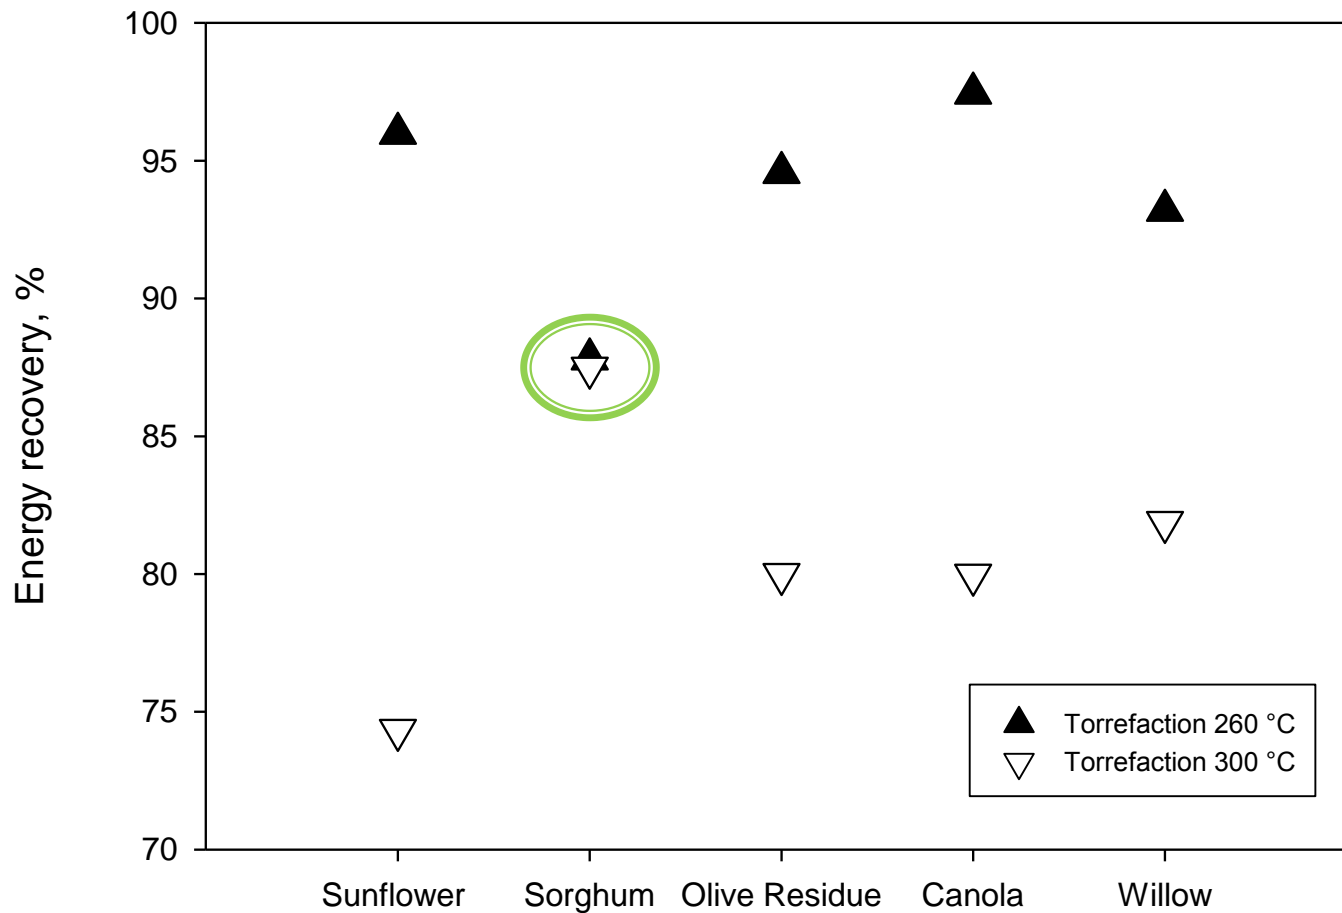 100
95
90
85
80
75
70
Energy recovery, %
Torrefaction 260 °C
Torrefaction 300 °C
Sunflower Sorghum Olive Residue Canola Willow